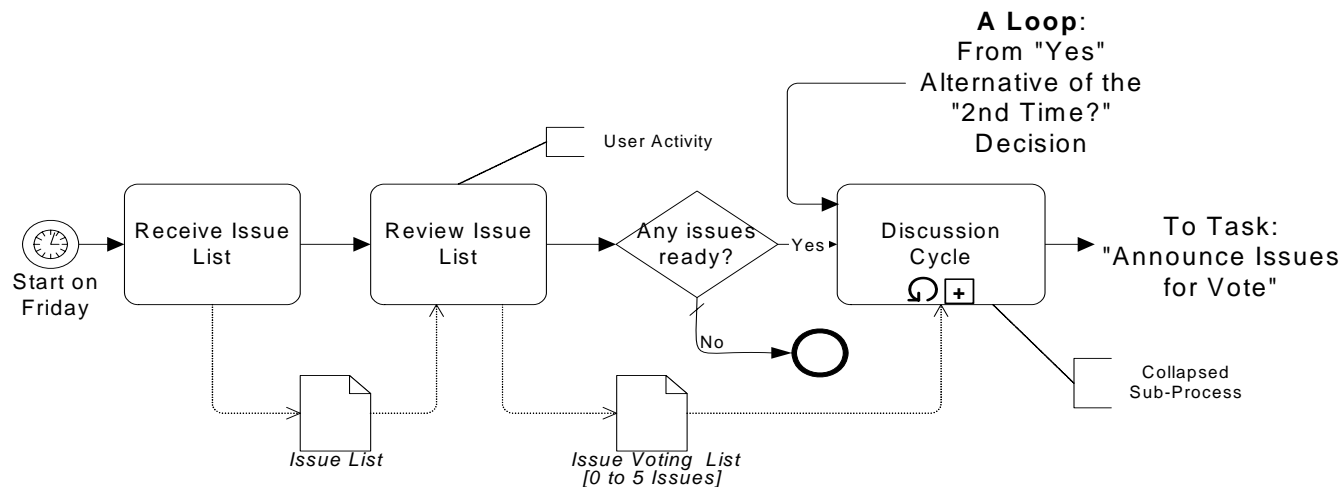 A Loop:
From "Yes"
Alternative of the
"2nd Time?"
Decision
User Activity
Receive Issue
List
Review Issue
List
Any issues
ready?
Yes
Discussion
Cycle
+
To Task:
"Announce Issues
for Vote"
Start on
Friday
No
Collapsed
Sub-Process
Issue List
Issue Voting List
[0 to 5 Issues]